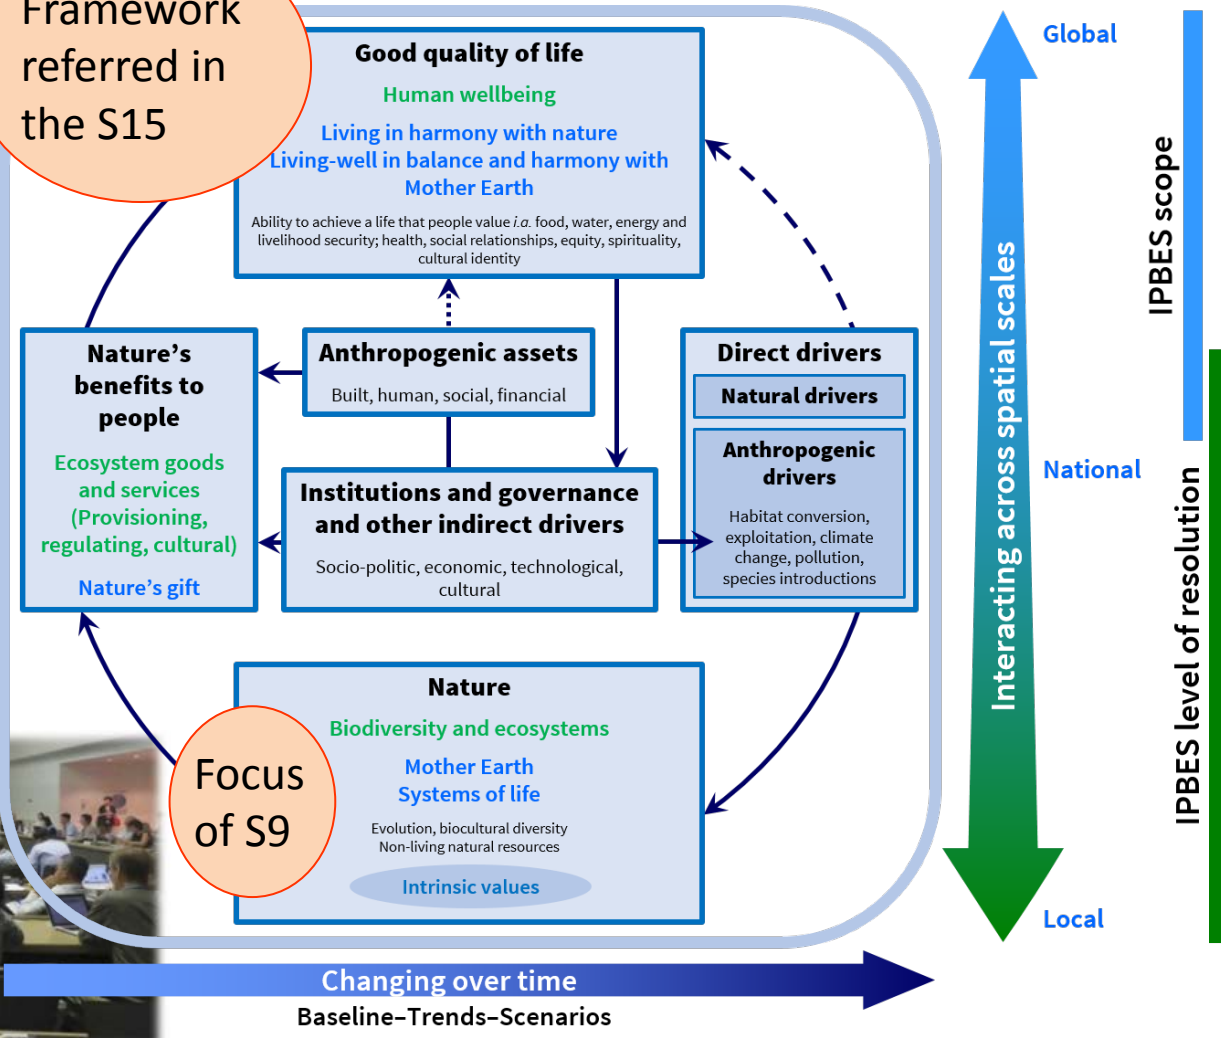 Framework
referred in
the S15
Good quality of life
Human wellbeing
Living in harmony with nature
Living-well in balance and harmony with
Mother Earth
Ability to achieve a life that people value i.a. food, water, energy and
livelihood security; health, social relationships, equity, spirituality,
cultural identity
Nature's
benefits to
people
Ecosystem goods
and services
(Provisioning,
regulating, cultural)
Nature's gift
Anthropogenic assets
Built, human, social, financial
Institutions and governance
and other indirect drivers
Socio-politic, economic, technological,
cultural
Direct drivers
Natural drivers
Anthropogenic
drivers
Habitat conversion,
exploitation, climate
change, pollution,
species introductions
Nature
Biodiversity and ecosystems
Mother Earth
Systems of life
Evolution, biocultural diversity
Non-living natural resources
Intrinsic values
Focus
of S9
Changing over time
Baseline–Trends–Scenarios
Global
National
Local
Interacting across spatial scales
IPBES scope
IPBES level of resolution